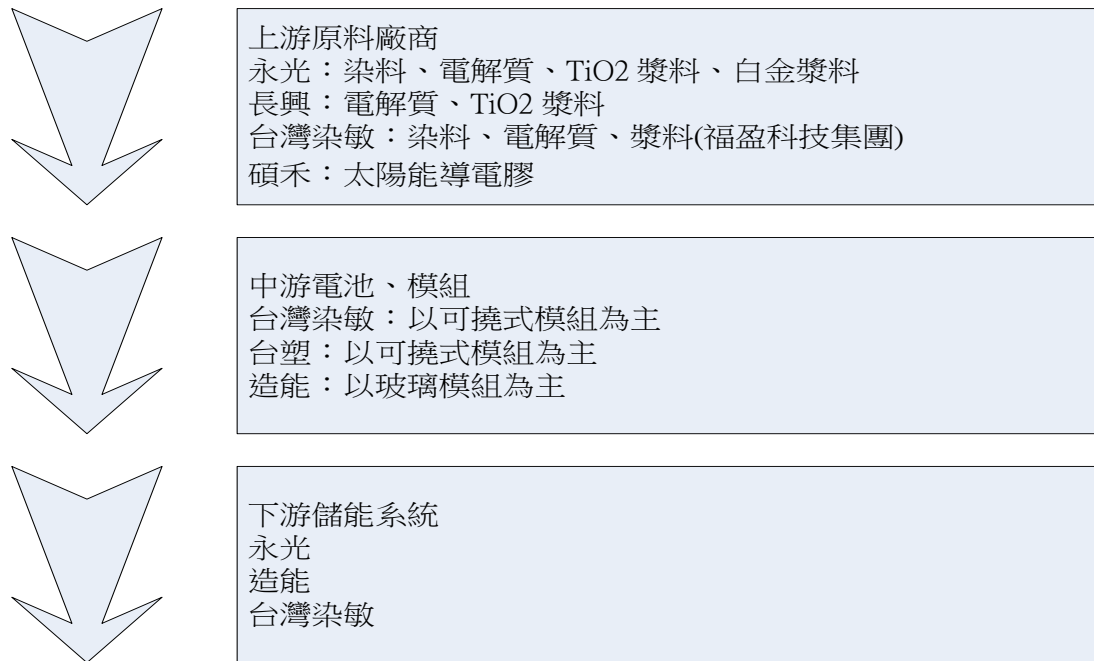 上游原料廠商
永光：染料、電解質、TiO2 漿料、白金漿料
長興：電解質、TiO2 漿料
台灣染敏：染料、電解質、漿料(福盈科技集團)
碩禾：太陽能導電膠
中游電池、模組
台灣染敏：以可撓式模組為主
台塑：以可撓式模組為主
造能：以玻璃模組為主
下游儲能系統
永光
造能
台灣染敏